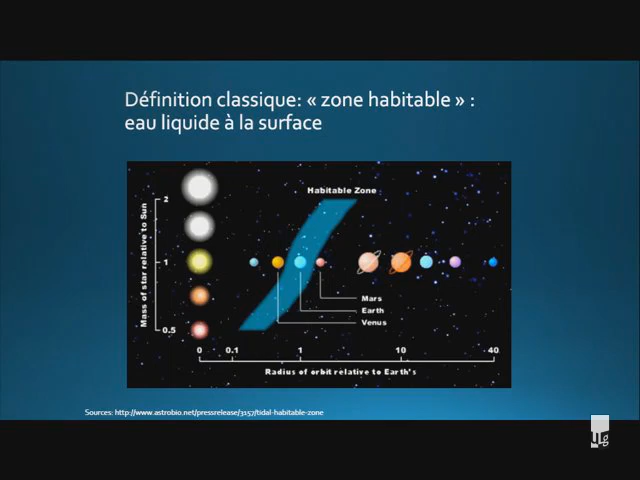 Définition classique: « zone habitable » :
eau liquide à la surface
Habitable Zone
Mass of star relative to Sun
2
1
0.5
Mars
Earth
Venus
0 0.1 1 10 40
Radius of orbit relative to Earth's
Sources: http://www.astrobio.net/pressrelease/3157/tidal-habitable-zone
ULg